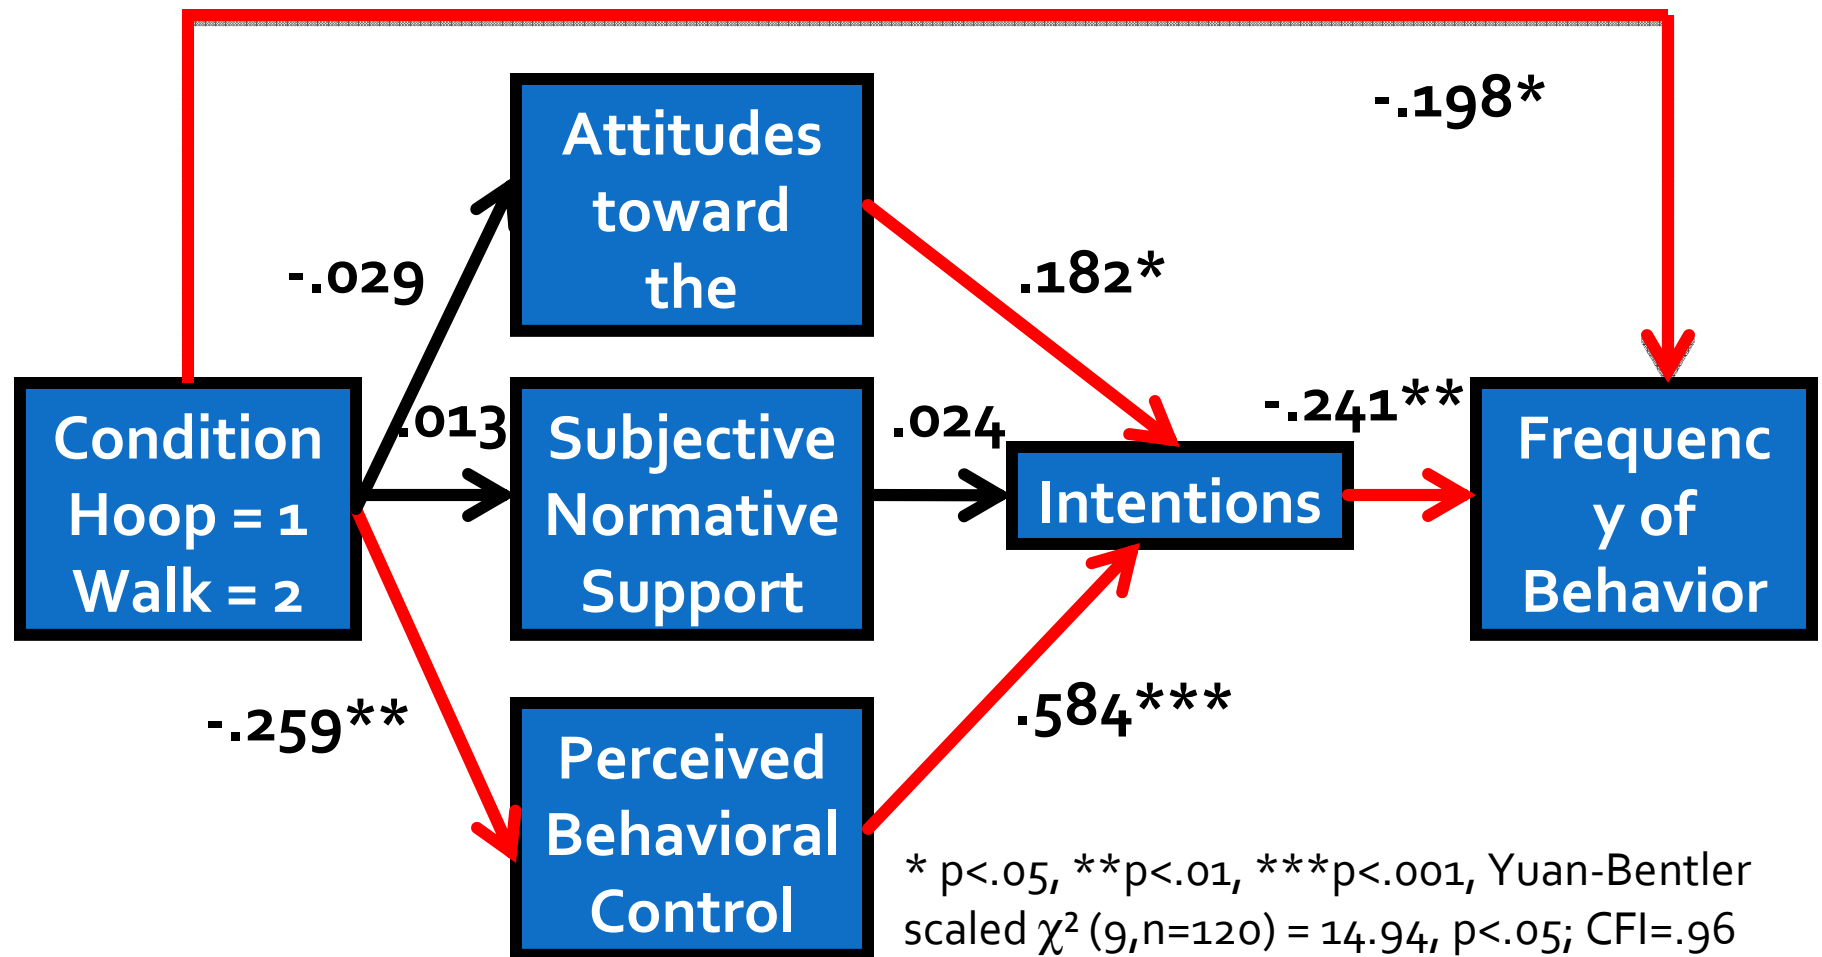 -.198*
Attitudes
toward
the
-.029
.182*
Condition
Hoop = 1
Walk = 2
.013
Subjective
Normative
Support
.024
Intentions
-.241**
Frequenc
y of
Behavior
-.259**
Perceived
Behavioral
Control
.584***
* p<.05, **p<.01, ***p<.001, Yuan-Bentler
scaled χ² (9,n=120) = 14.94, p<.05; CFI=.96